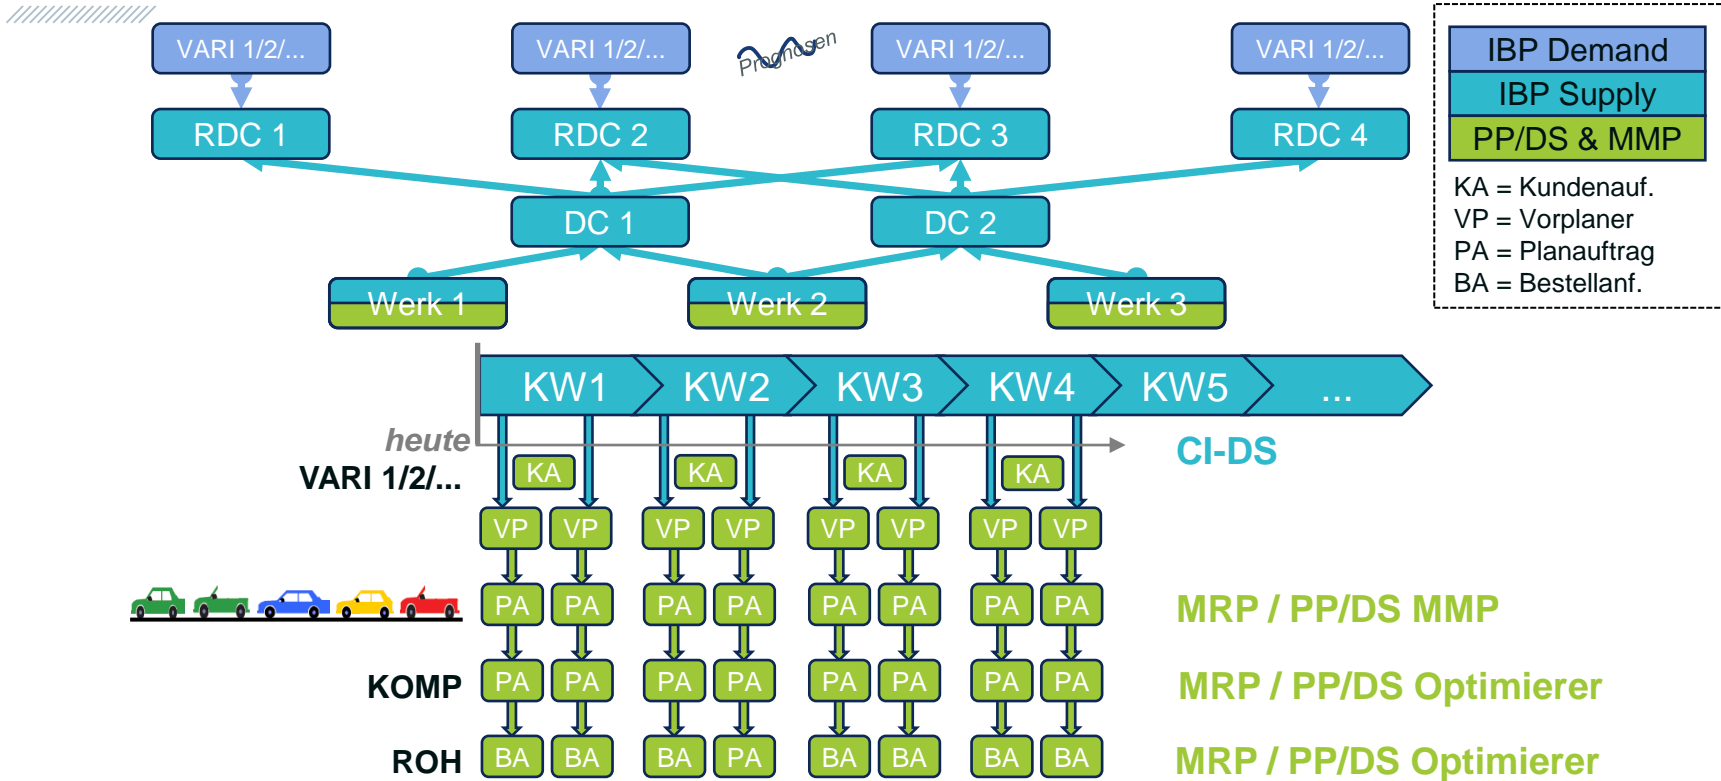 VARI 1/2/... VARI 1/2/... Prognosen VARI 1/2/... VARI 1/2/...
RDC 1 RDC 2 RDC 3 RDC 4
DC 1 DC 2
Werk 1 Werk 2 Werk 3
IBP Demand
IBP Supply
PP/DS & MMP
KA = Kundenauf.
VP = Vorplaner
PA = Planauftrag
BA = Bestellanf.
KW1 KW2 KW3 KW4 KW5 ...
heute
CI-DS
VARI 1/2/... KA KA KA KA
VP VP VP VP VP VP VP VP
PA PA PA PA PA PA PA PA MRP / PP/DS MMP
KOMP PA PA PA PA PA PA PA PA MRP / PP/DS Optimierer
ROH BA BA BA PA BA BA BA BA MRP / PP/DS Optimierer